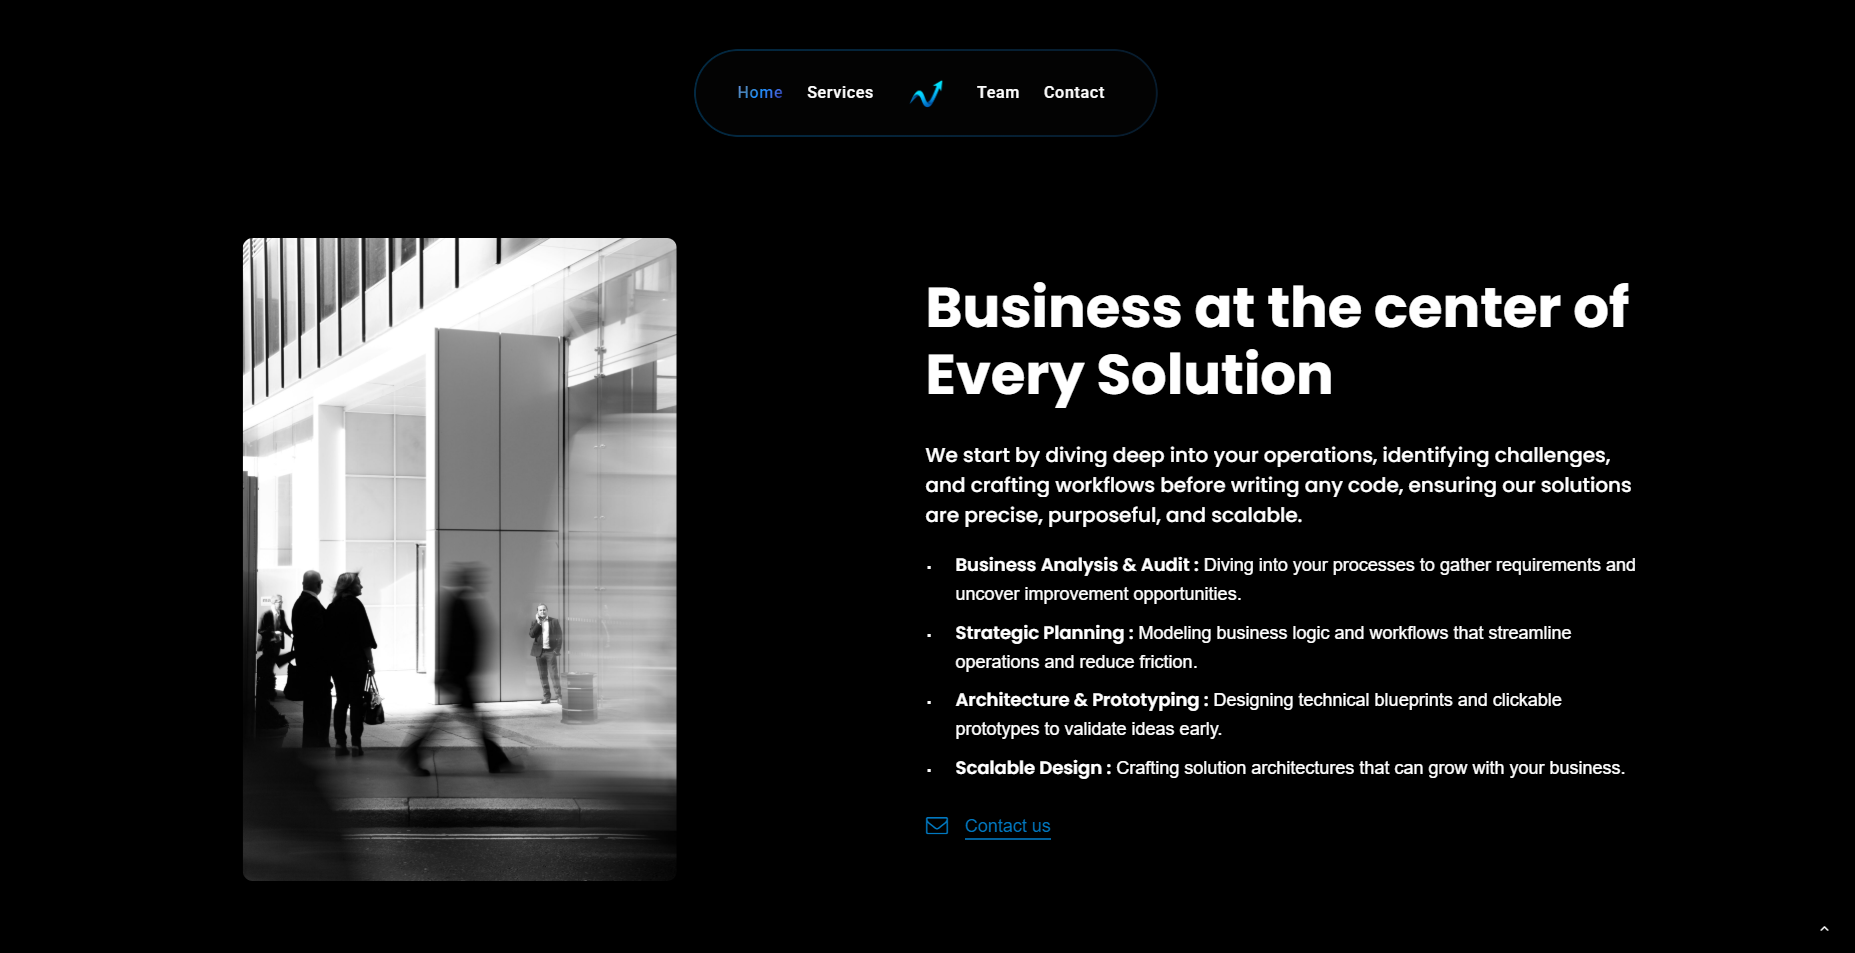 Home Services Team Contact
Business at the center of
Every Solution
We start by diving deep into your operations, identifying challenges,
and crafting workflows before writing any code, ensuring our solutions
are precise, purposeful, and scalable.
Business Analysis & Audit : Diving into your processes to gather requirements and
uncover improvement opportunities.
Strategic Planning : Modeling business logic and workflows that streamline
operations and reduce friction.
Architecture & Prototyping : Designing technical blueprints and clickable
prototypes to validate ideas early.
Scalable Design : Crafting solution architectures that can grow with your business.
Contact us